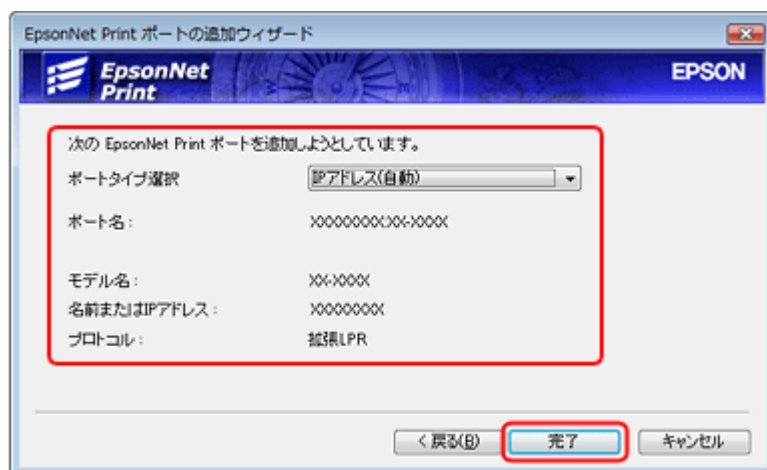 EpsonNet Print ポートの追加ウィザード
EpsonNet
Print
EPSON
次の EpsonNet Print ポートを追加しようとしています。
ポートタイプ選択 IPアドレス(自動)
ポート名: XXXXXXXX:XX-XXXX
モデル名: XX-XXXX
名前またはIPアドレス: XXXXXXXX
プロトコル: 拡張LPR
< 戻る(B) 完了 キャンセル